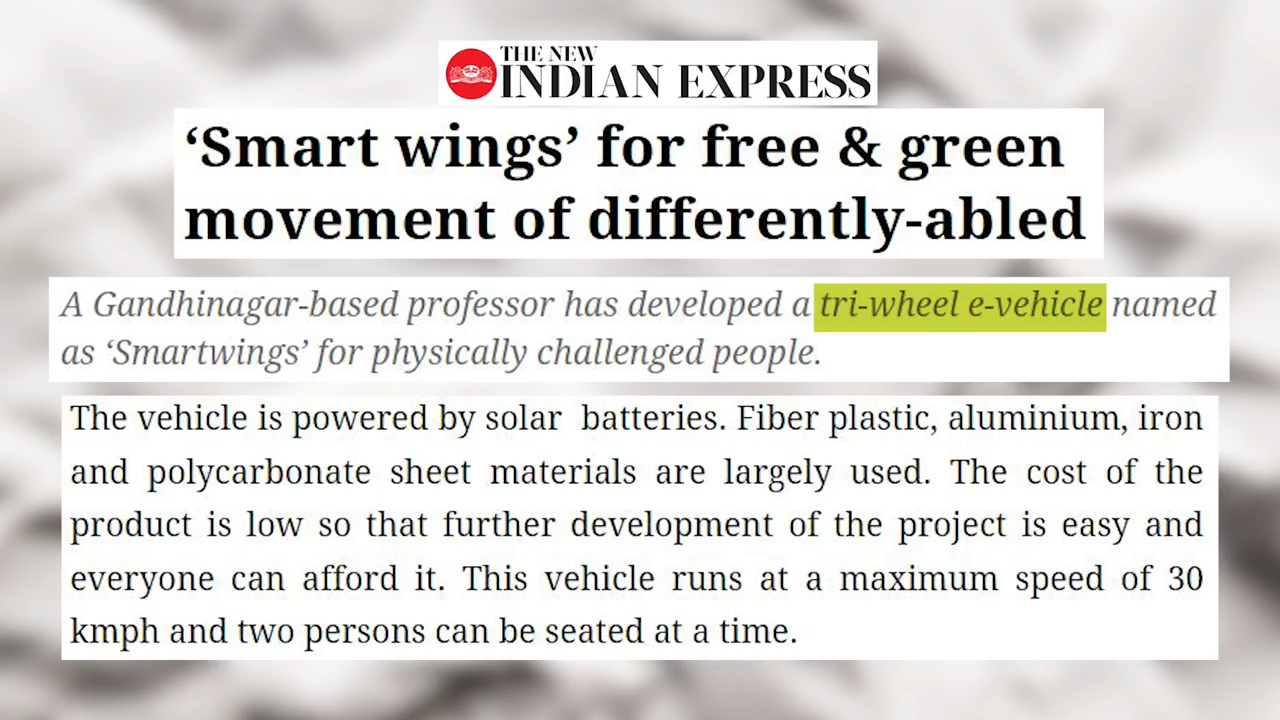 THE NEW
INDIAN EXPRESS
‘Smart wings’ for free & green
movement of differently-abled
A Gandhinagar-based professor has developed a tri-wheel e-vehicle named
as ‘Smartwings’ for physically challenged people.
The vehicle is powered by solar  batteries. Fiber plastic, aluminium, iron
and polycarbonate sheet materials are largely used. The cost of the
product is low so that further development of the project is easy and
everyone can afford it. This vehicle runs at a maximum speed of 30
kmph and two persons can be seated at a time.